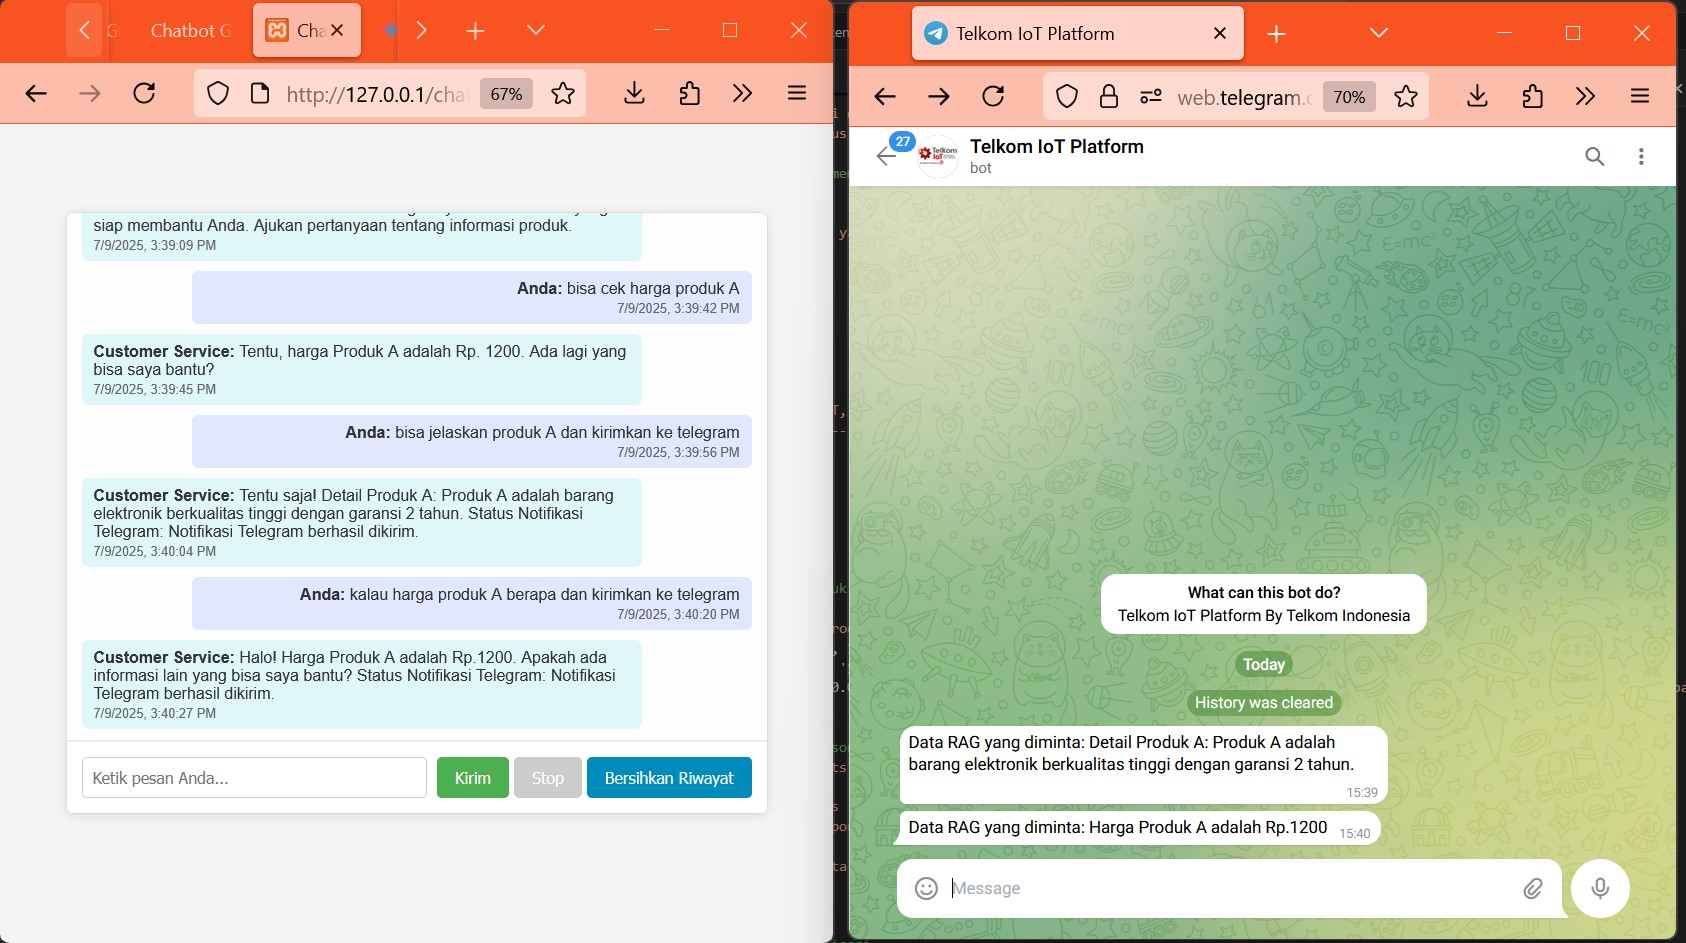 Chatbot G
Cha
http://127.0.0.1/cha
67%
siap membantu Anda. Ajukan pertanyaan tentang informasi produk.
7/9/2025, 3:39:09 PM
Anda: bisa cek harga produk A
7/9/2025, 3:39:42 PM
Customer Service: Tentu, harga Produk A adalah Rp. 1200. Ada lagi yang
bisa saya bantu?
7/9/2025, 3:39:45 PM
Anda: bisa jelaskan produk A dan kirimkan ke telegram
7/9/2025, 3:39:56 PM
Customer Service: Tentu saja! Detail Produk A: Produk A adalah barang
elektronik berkualitas tinggi dengan garansi 2 tahun. Status Notifikasi
Telegram: Notifikasi Telegram berhasil dikirim.
7/9/2025, 3:40:04 PM
Anda: kalau harga produk A berapa dan kirimkan ke telegram
7/9/2025, 3:40:20 PM
Customer Service: Halo! Harga Produk A adalah Rp.1200. Apakah ada
informasi lain yang bisa saya bantu? Status Notifikasi Telegram: Notifikasi
Telegram berhasil dikirim.
7/9/2025, 3:40:27 PM
Ketik pesan Anda...
Kirim
Stop
Bersihkan Riwayat
Telkom IoT Platform
web.telegram.
70%
27
Telkom
IoT
Telkom IoT Platform
bot
What can this bot do?
Telkom IoT Platform By Telkom Indonesia
Today
History was cleared
Data RAG yang diminta: Detail Produk A: Produk A adalah
barang elektronik berkualitas tinggi dengan garansi 2 tahun.
15:39
Data RAG yang diminta: Harga Produk A adalah Rp.1200
15:40
Message